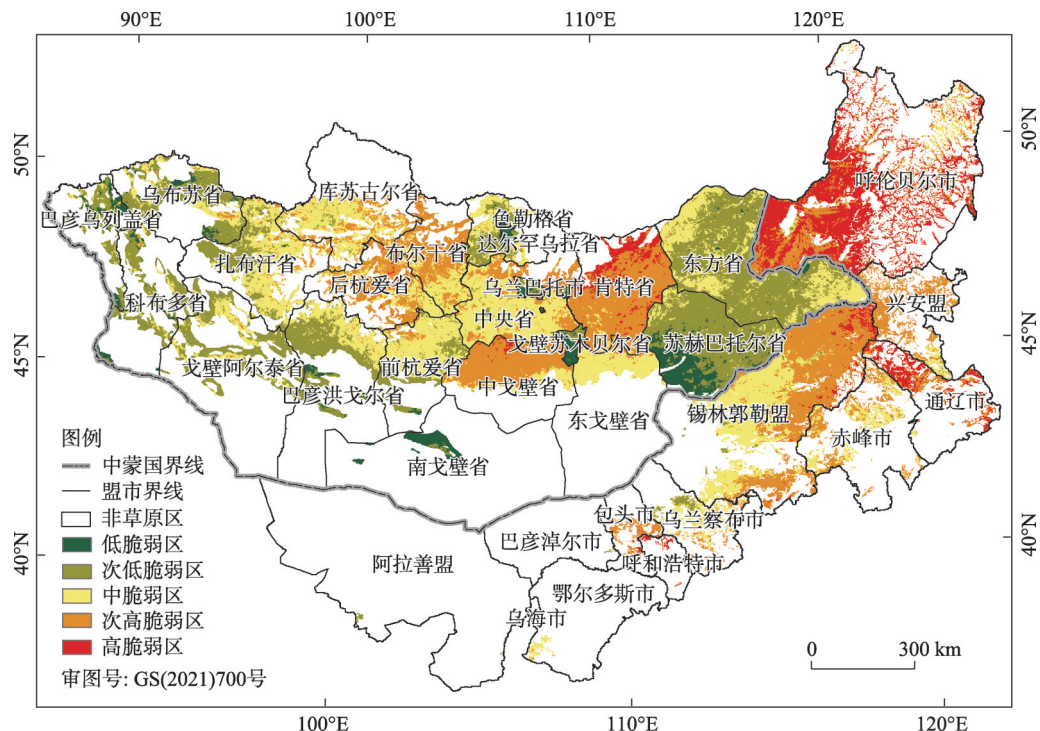 90°E
100°E
110°E
120°E
50°N
50°N
库苏古尔省
呼伦贝尔市
乌布苏省
巴彦乌列盖省
色勒格省
达尔罕乌拉省
布尔干省
东方省
扎布汗省
后杭爱省
乌兰巴托市
肯特省
科布多省
中央省
兴安盟
45°N
45°N
戈壁苏木贝尔省
苏赫巴托尔省
戈壁阿尔泰省
前杭爱省
巴彦洪戈尔省
中戈壁省
锡林郭勒盟
通辽市
东戈壁省
赤峰市
南戈壁省
包头市
乌兰察布市
巴彦淖尔市
呼和浩特市
40°N
40°N
阿拉善盟
鄂尔多斯市
乌海市
图例
中蒙国界线
盟市界线
非草原区
低脆弱区
次低脆弱区
中脆弱区
次高脆弱区
高脆弱区
审图号: GS(2021)700号
0 300 km
100°E
110°E
120°E